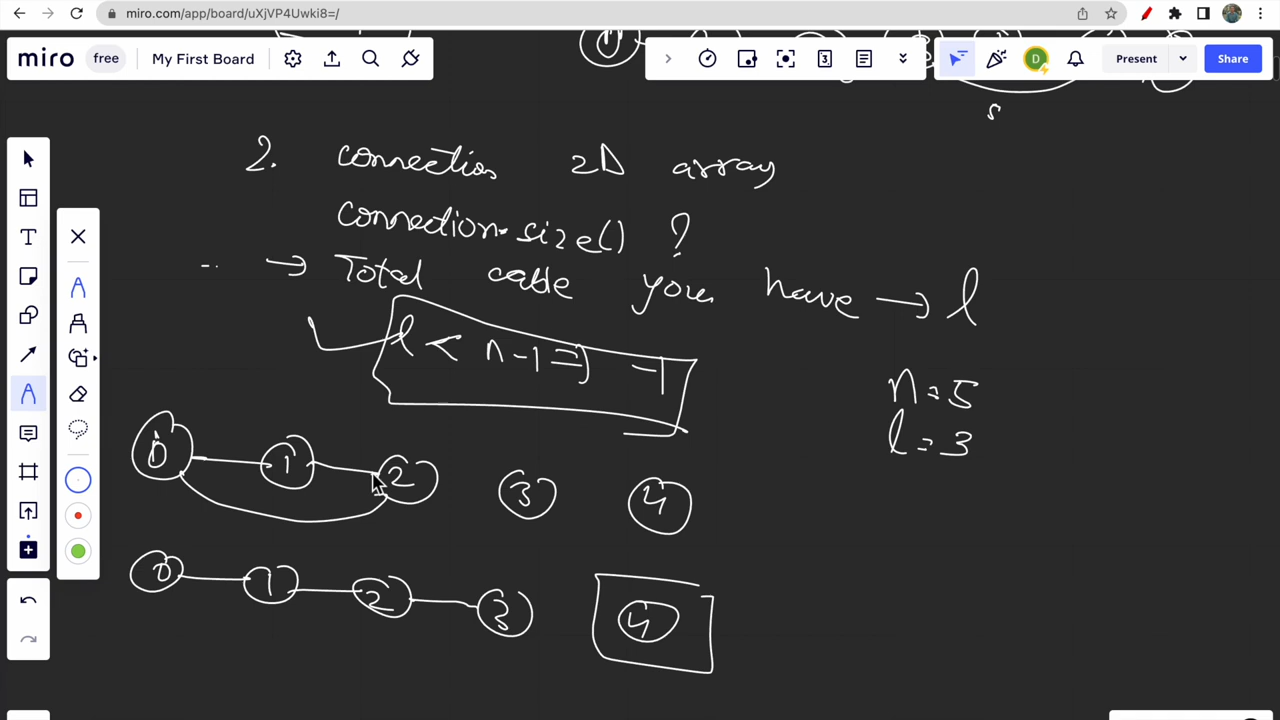 miro.com/app/board/uXjVP4Uwki8=/
miro free My First Board
Present Share
D
5
2. connection 2D array
connection.size() ?
→ Total cable you have → l
l < n-1 => -1
n = 5
l = 3
0 1 2 3 4
0 1 2 3 4